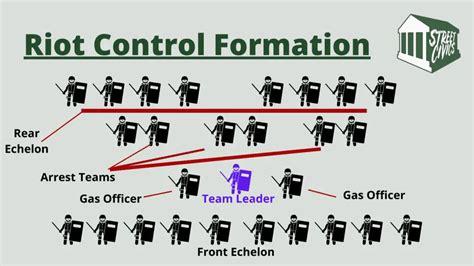 Riot Control Formation
STREET
CIVICS
Rear
Echelon
Arrest Teams
Gas Officer
Team Leader
Gas Officer
Front Echelon